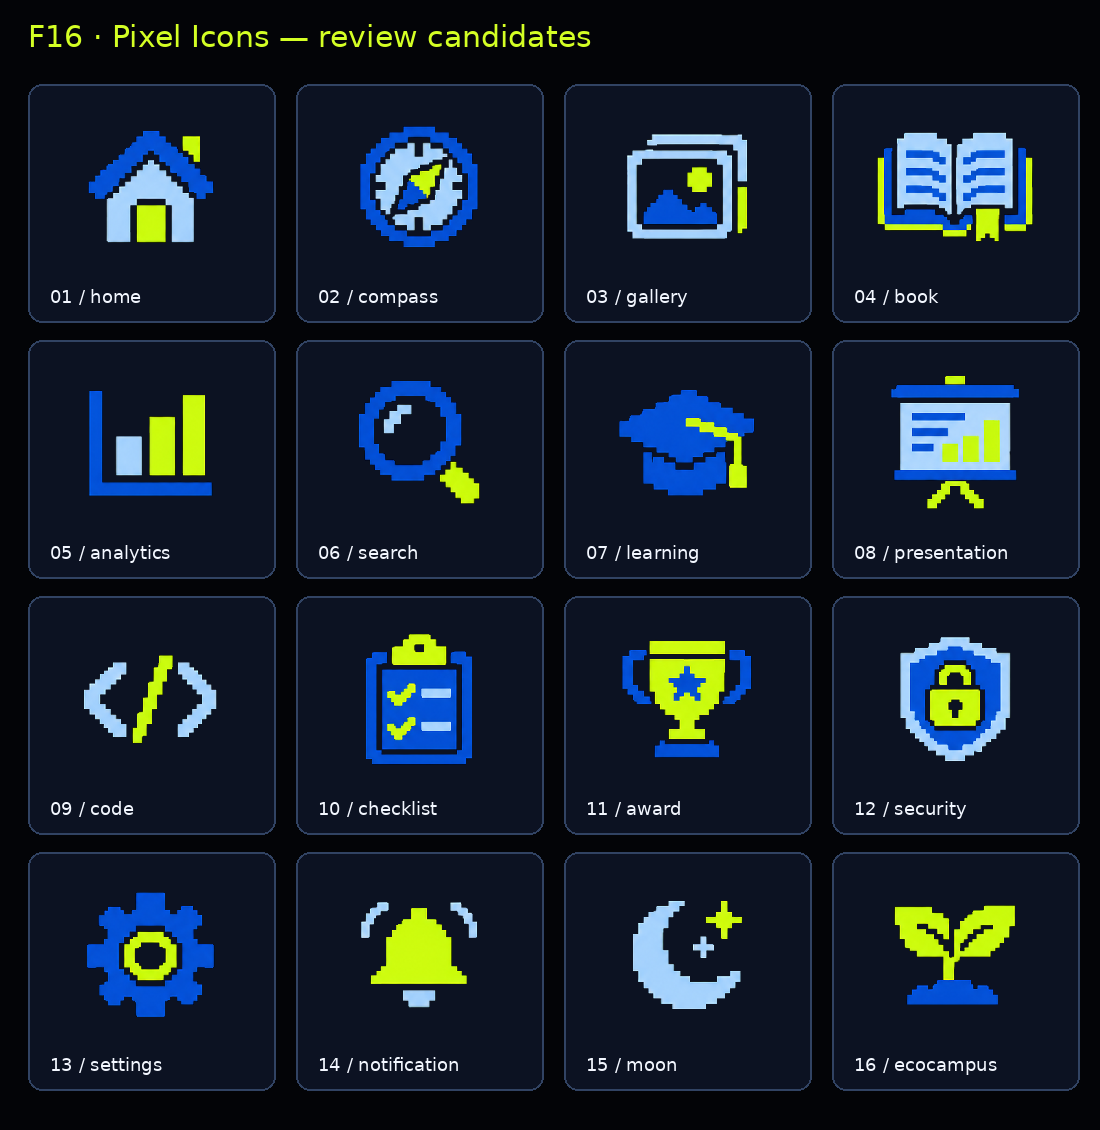 F16 · Pixel Icons — review candidates
01 / home
02 / compass
03 / gallery
04 / book
05 / analytics
06 / search
07 / learning
08 / presentation
09 / code
10 / checklist
11 / award
12 / security
13 / settings
14 / notification
15 / moon
16 / ecocampus